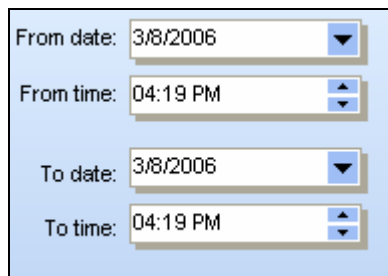 From date: 3/8/2006
From time: 04:19 PM
To date: 3/8/2006
To time: 04:19 PM